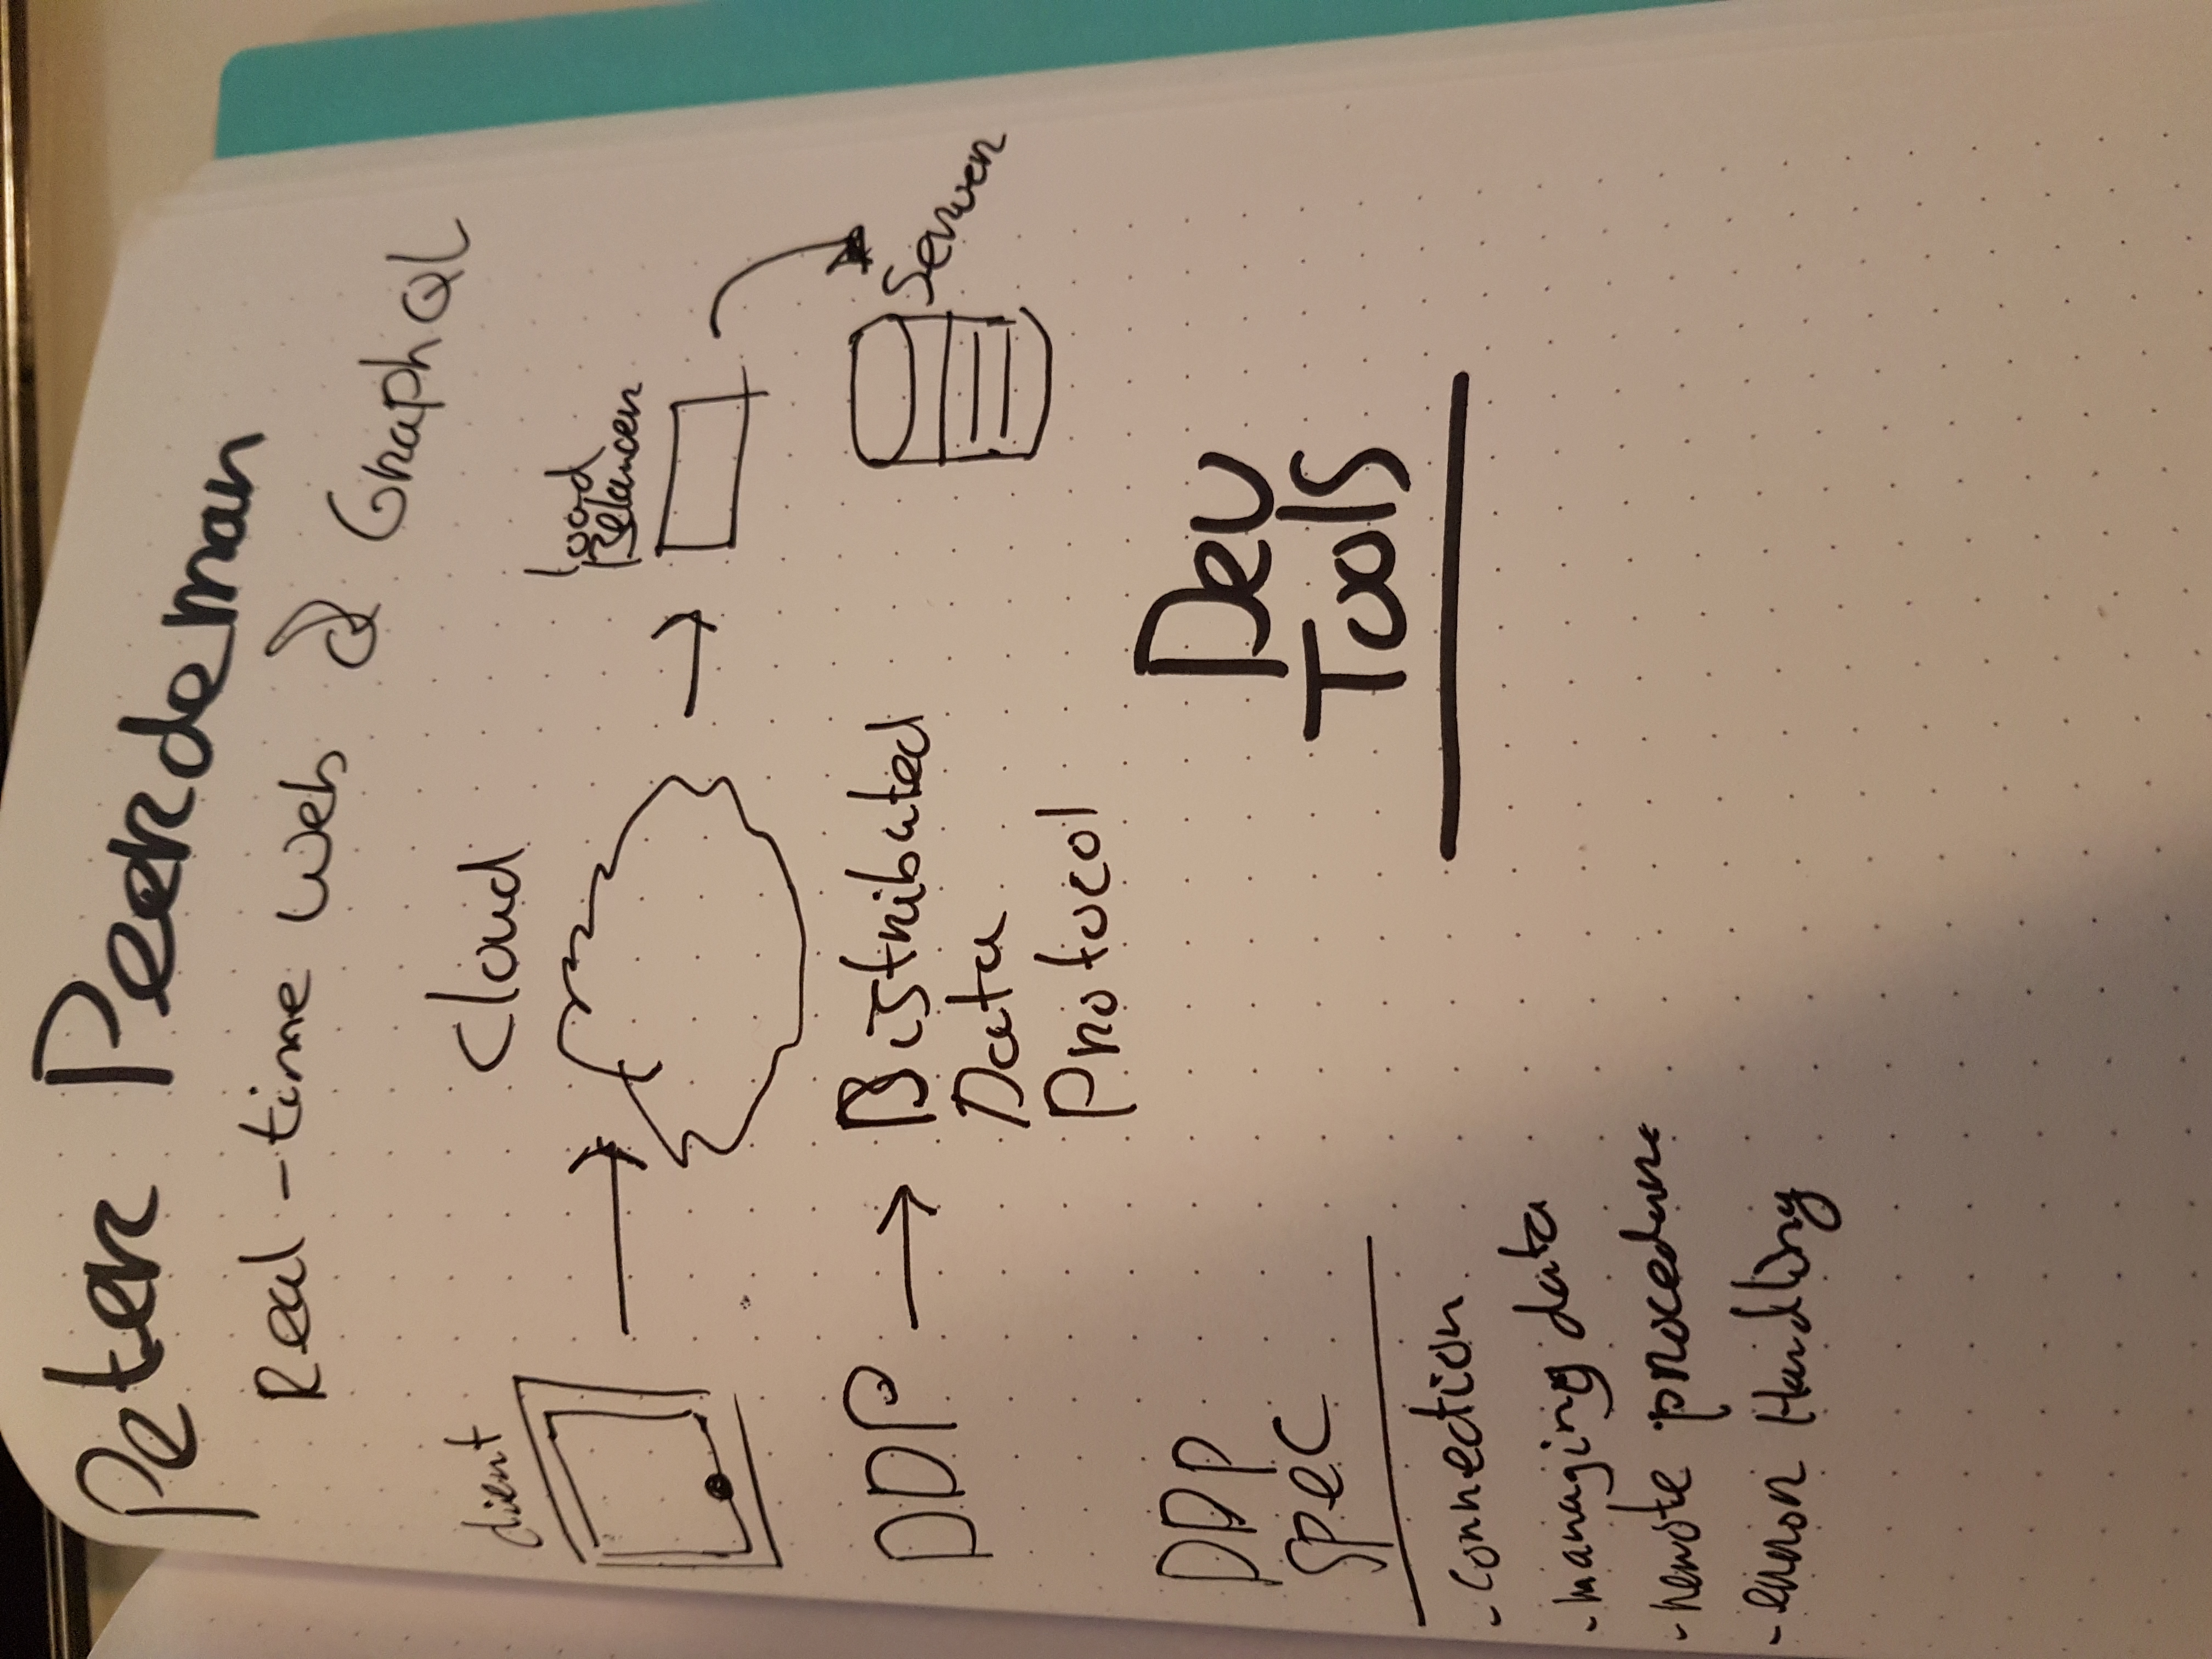 Peter Peerdeman
Real-time web & GraphQL
client
Cloud
Load
Belancer
Server
DDP → Distributed
Data
Protocol
DDP
Spec
Dev
Tools
- connection
- managing data
- remote procedure
- error Handling